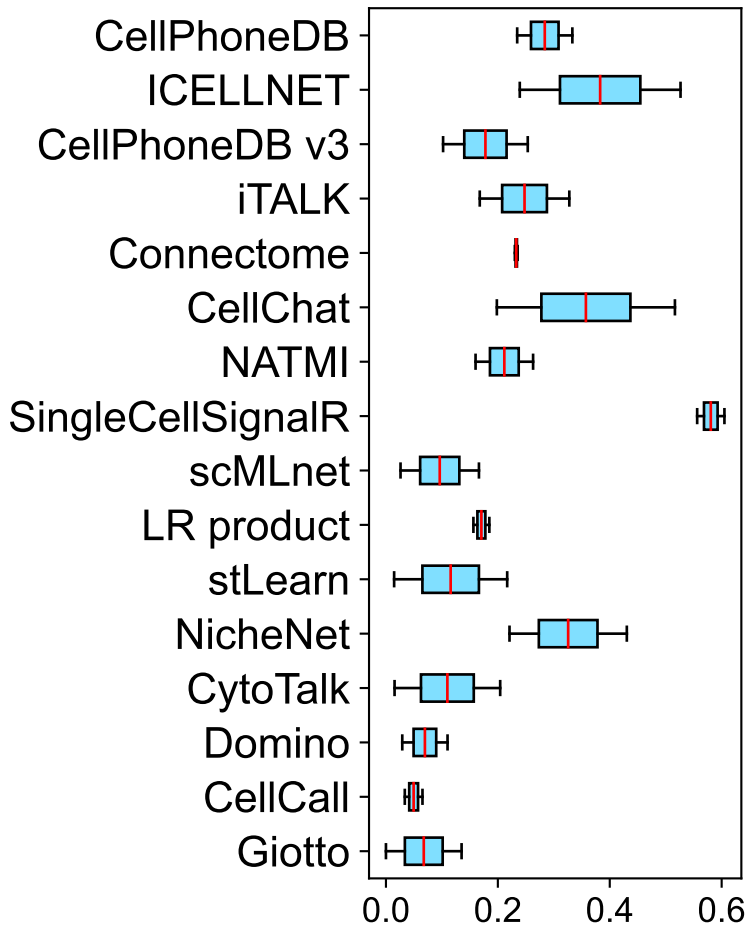 CellPhoneDB
ICELLNET
CellPhoneDB v3
iTALK
Connectome
CellChat
NATMI
SingleCellSignalR
scMLnet
LR product
stLearn
NicheNet
CytoTalk
Domino
CellCall
Giotto
0.0 0.2 0.4 0.6